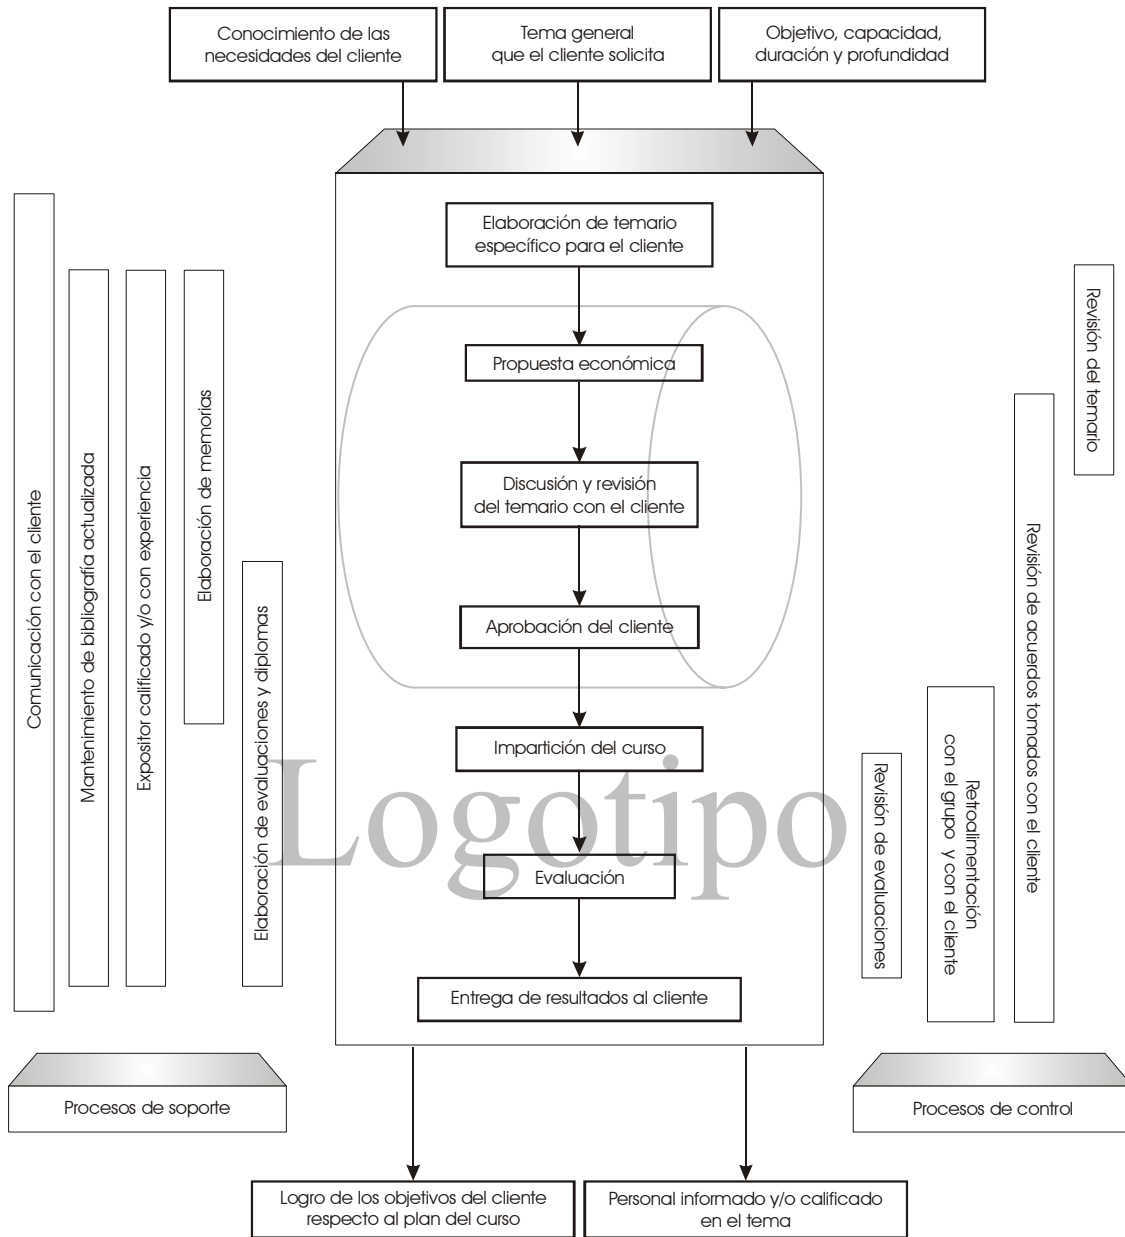 Conocimiento de las
necesidades del cliente
Tema general
que el cliente solicita
Objetivo, capacidad,
duración y profundidad
Elaboración de temario
específico para el cliente
Propuesta económica
Discusión y revisión
del temario con el cliente
Aprobación del cliente
Impartición del curso
Logotipo
Evaluación
Entrega de resultados al cliente
Comunicación con el cliente
Mantenimiento de bibliografía actualizada
Expositor calificado y/o con experiencia
Elaboración de memorias
Elaboración de evaluaciones y diplomas
Revisión de evaluaciones
Retroalimentación
con el grupo y con el cliente
Revisión de acuerdos tomados con el cliente
Revisión del temario
Procesos de soporte
Procesos de control
Logro de los objetivos del cliente
respecto al plan del curso
Personal informado y/o calificado
en el tema